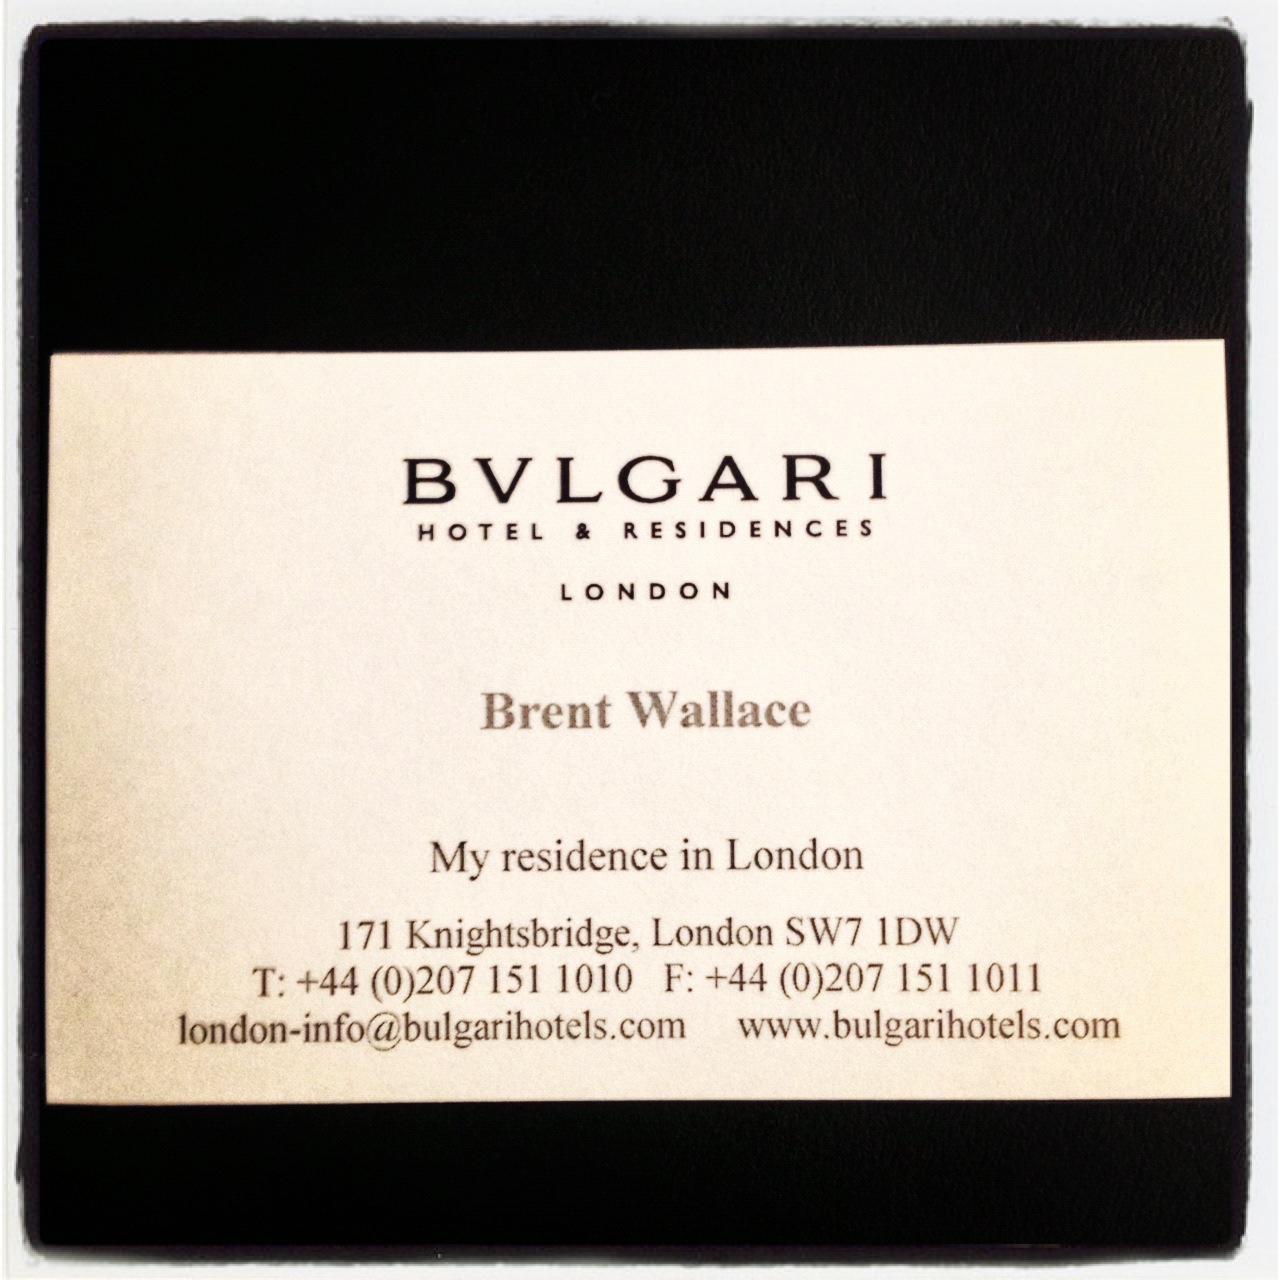 BVLGARI
HOTEL & RESIDENCES
LONDON
Brent Wallace
My residence in London
171 Knightsbridge, London SW7 1DW
T: +44 (0)207 151 1010 F: +44 (0)207 151 1011
london-info@bulgarihotels.com www.bulgarihotels.com